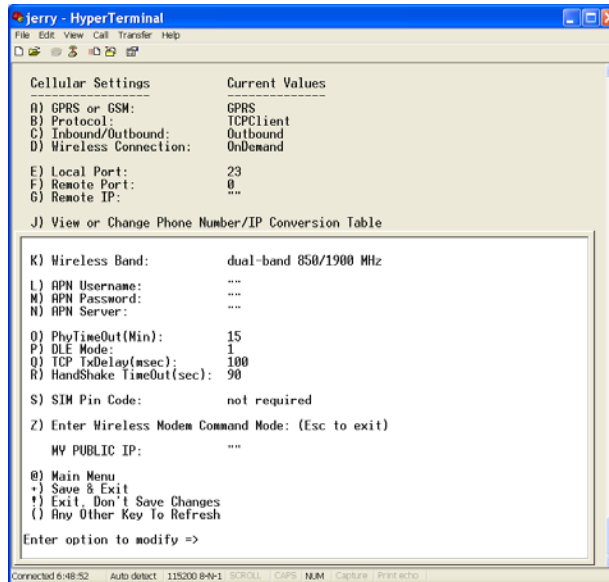 jerry - HyperTerminal
File Edit View Call Transfer Help
Cellular Settings Current Values
A) GPRS or GSM: GPRS
B) Protocol: TCPClient
C) Inbound/Outbound: Outbound
D) Wireless Connection: OnDemand
E) Local Port: 23
F) Remote Port: 0
G) Remote IP: ""
J) View or Change Phone Number/IP Conversion Table
K) Wireless Band: dual-band 850/1900 MHz
L) APN Username: ""
M) APN Password: ""
N) APN Server: ""
O) PhyTimeOut(Min): 15
P) DLE Mode: 1
Q) TCP TxDelay(msec): 100
R) HandShake TimeOut(sec): 90
S) SIM Pin Code: not required
Z) Enter Wireless Modem Command Mode: (Esc to exit)
MY PUBLIC IP: ""
@) Main Menu
+) Save & Exit
!) Exit, Don't Save Changes
() Any Other Key To Refresh
Enter option to modify =>
Connected 6:48:52 Auto detect 115200 8-N-1 SCROLL CAPS NUM Capture Print echo